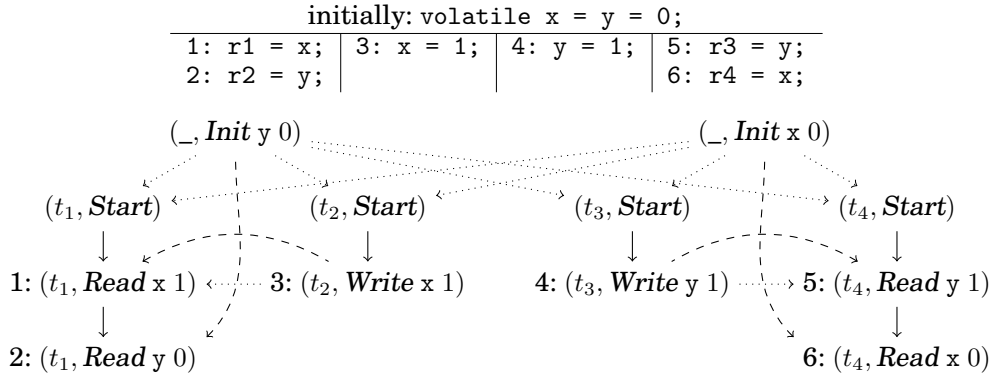 initially: volatile x = y = 0;
1: r1 = x; 3: x = 1; 4: y = 1; 5: r3 = y;
2: r2 = y; 6: r4 = x;
(_, Init y 0) (_, Init x 0)
(t₁, Start) (t₂, Start) (t₃, Start) (t₄, Start)
1: (t₁, Read x 1) 3: (t₂, Write x 1) 4: (t₃, Write y 1) 5: (t₄, Read y 1)
2: (t₁, Read y 0) 6: (t₄, Read x 0)